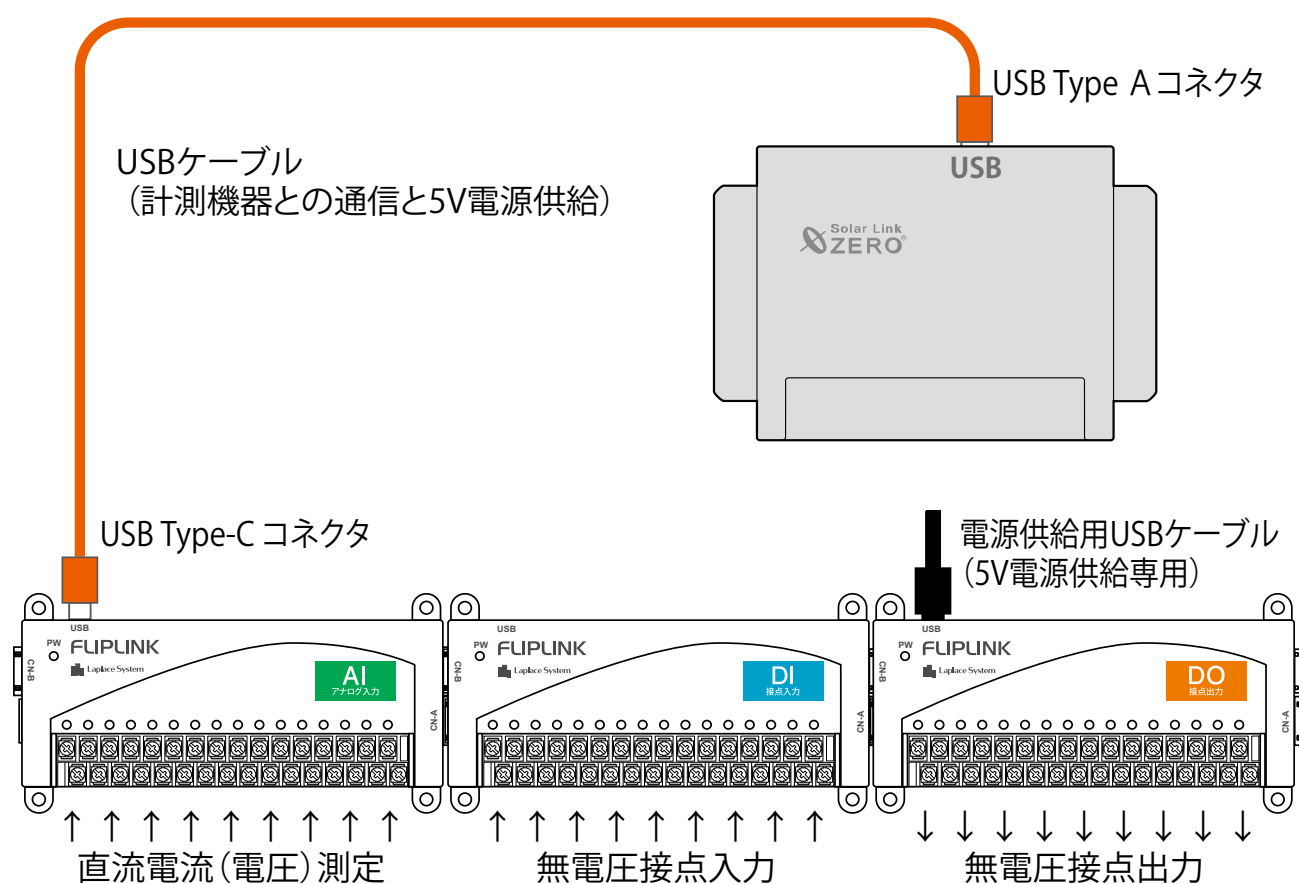 USB Type A コネクタ
USBケーブル
（計測機器との通信と5V電源供給）
USB
Solar Link
ZERO®
USB Type-C コネクタ
電源供給用USBケーブル
（5V電源供給専用）
USB
PW
FLIPLINK
Laplace System
CN-B
AI
アナログ入力
CN-A
USB
PW
FLIPLINK
Laplace System
CN-B
DI
接点入力
CN-A
USB
PW
FLIPLINK
Laplace System
CN-B
DO
接点出力
CN-A
直流電流（電圧）測定
無電圧接点入力
無電圧接点出力